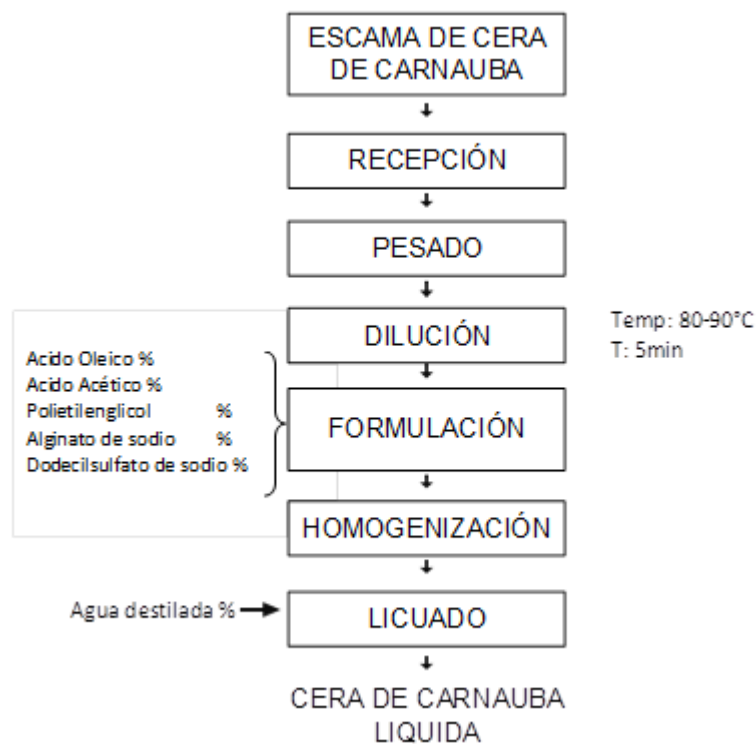 ESCAMA DE CERA
DE CARNAUBA
RECEPCIÓN
PESADO
DILUCIÓN
Temp: 80-90°C
T: 5min
Acido Oleico %
Acido Acético %
Polietilenglicol %
Alginato de sodio %
Dodecilsulfato de sodio %
FORMULACIÓN
HOMOGENIZACIÓN
Agua destilada %
LICUADO
CERA DE CARNAUBA
LIQUIDA